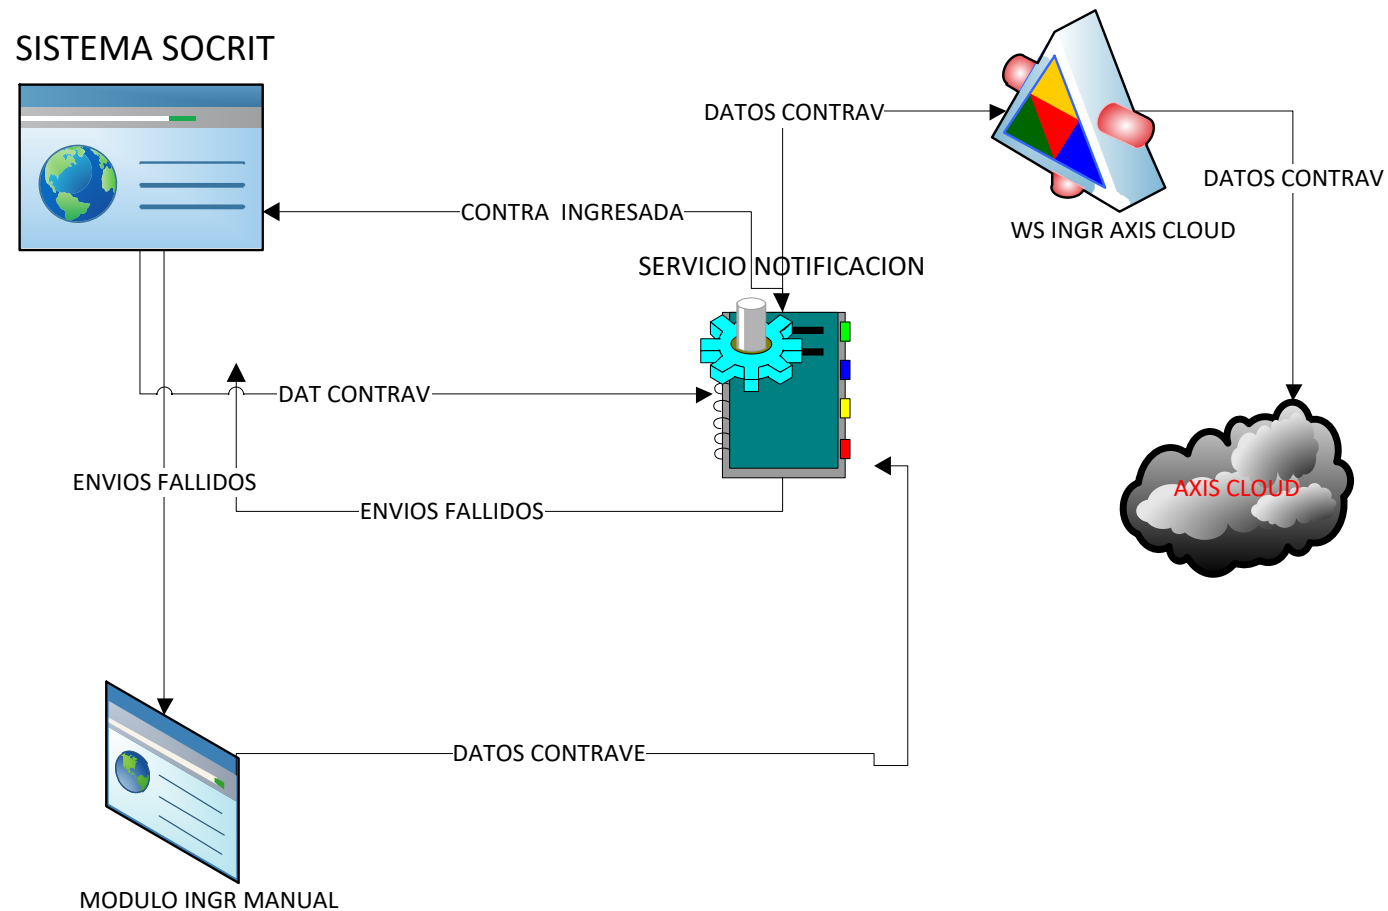 SISTEMA SOCRIT
DATOS CONTRAV
DATOS CONTRAV
CONTRA INGRESADA
WS INGR AXIS CLOUD
SERVICIO NOTIFICACION
DAT CONTRAV
ENVIOS FALLIDOS
AXIS CLOUD
ENVIOS FALLIDOS
DATOS CONTRAVE
MODULO INGR MANUAL